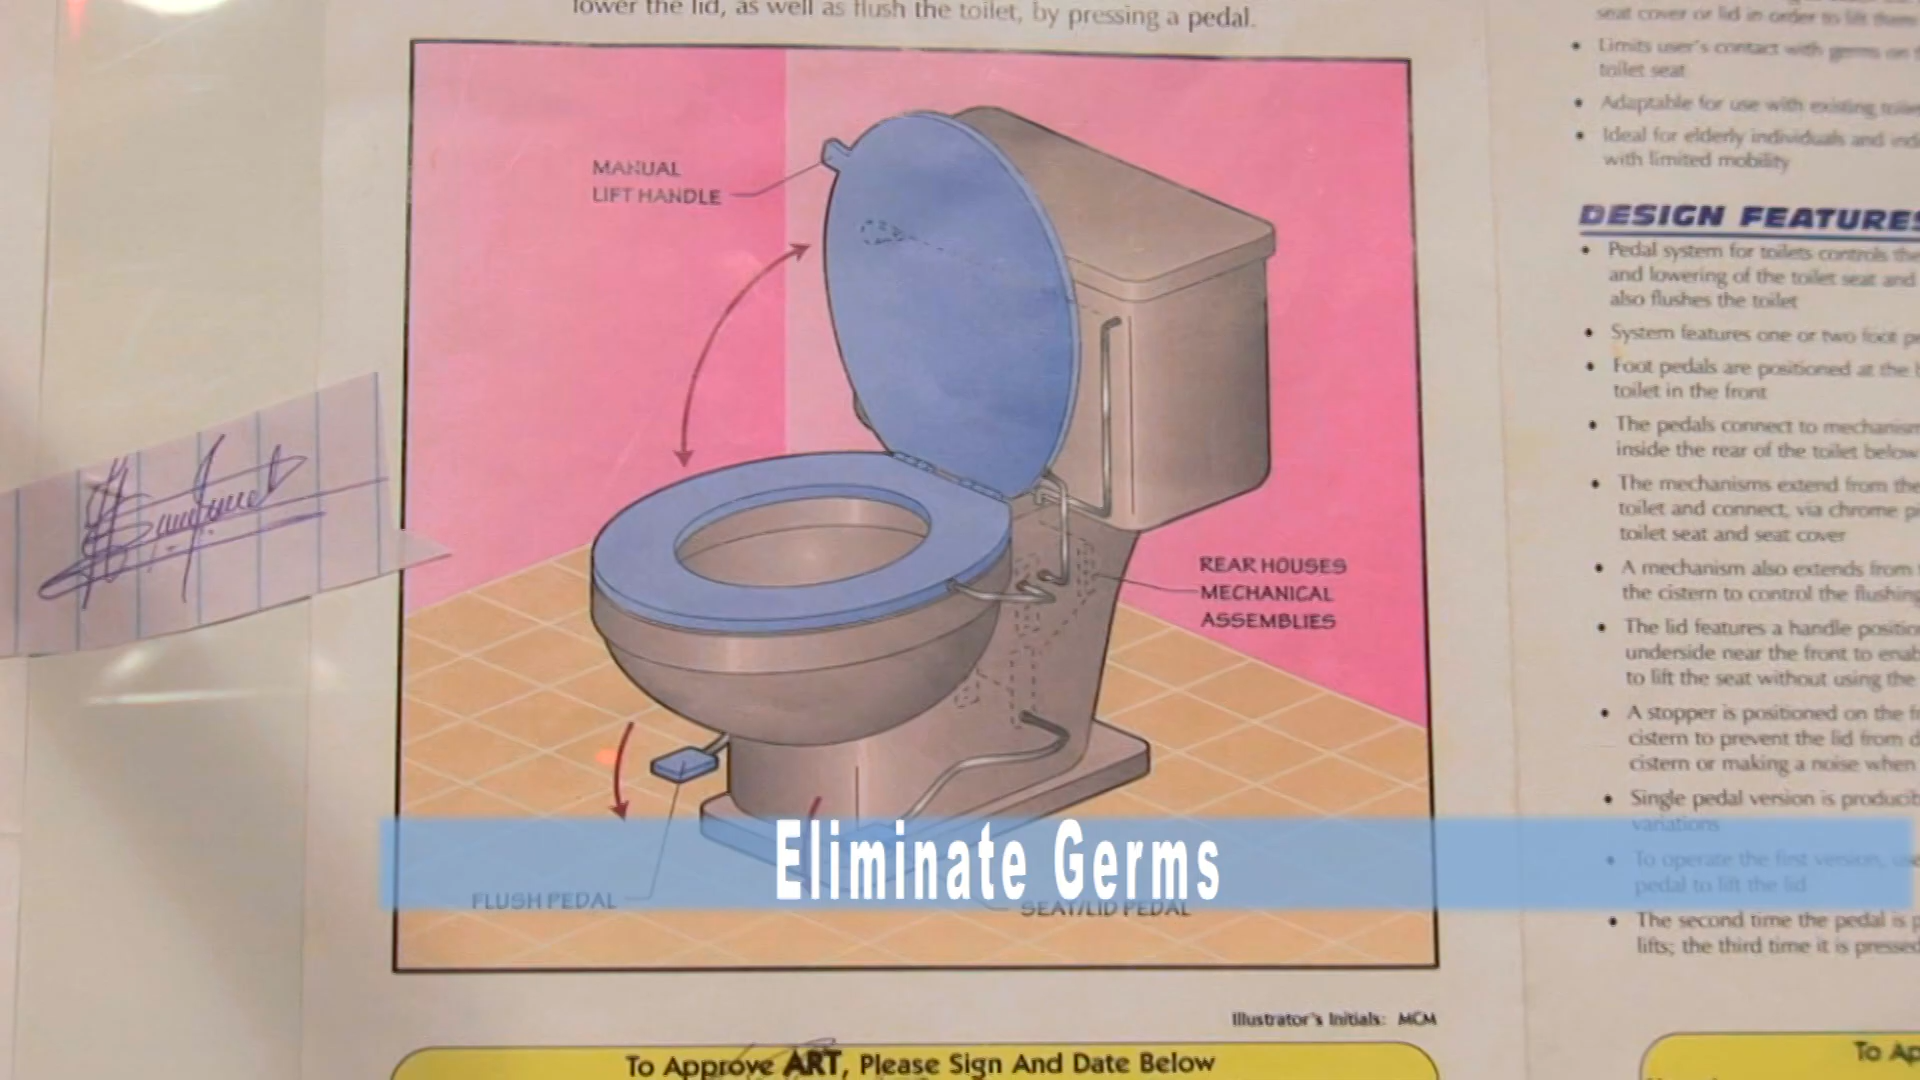 lower the lid, as well as flush the toilet, by pressing a pedal.
MANUAL
LIFT HANDLE
REAR HOUSES
MECHANICAL
ASSEMBLIES
FLUSH PEDAL
SEAT/LID PEDAL
Eliminate Germs
Illustrator's Initials: MCM
To Approve ART, Please Sign And Date Below
seat cover or lid in order to lift them
• Limits user's contact with germs on
toilet seat
• Adaptable for use with existing
• Ideal for elderly individuals and
with limited mobility
DESIGN FEATURES
• Pedal system for toilets controls the
and lowering of the toilet seat and
also flushes the toilet
• System features one or two foot
• Foot pedals are positioned at the
toilet in the front
• The pedals connect to
inside the rear of the toilet below
• The mechanisms extend from the
toilet and connect, via chrome
toilet seat and seat cover
• A mechanism also extends from
the cistern to control the flushing
• The lid features a handle
underside near the front to
to lift the seat without using the
• A stopper is positioned on the
cistern to prevent the lid from
cistern or making a noise when
• Single pedal version is
variations
• To operate the first version,
pedal to lift the lid
• The second time the pedal is
lifts; the third time it is pressed
To